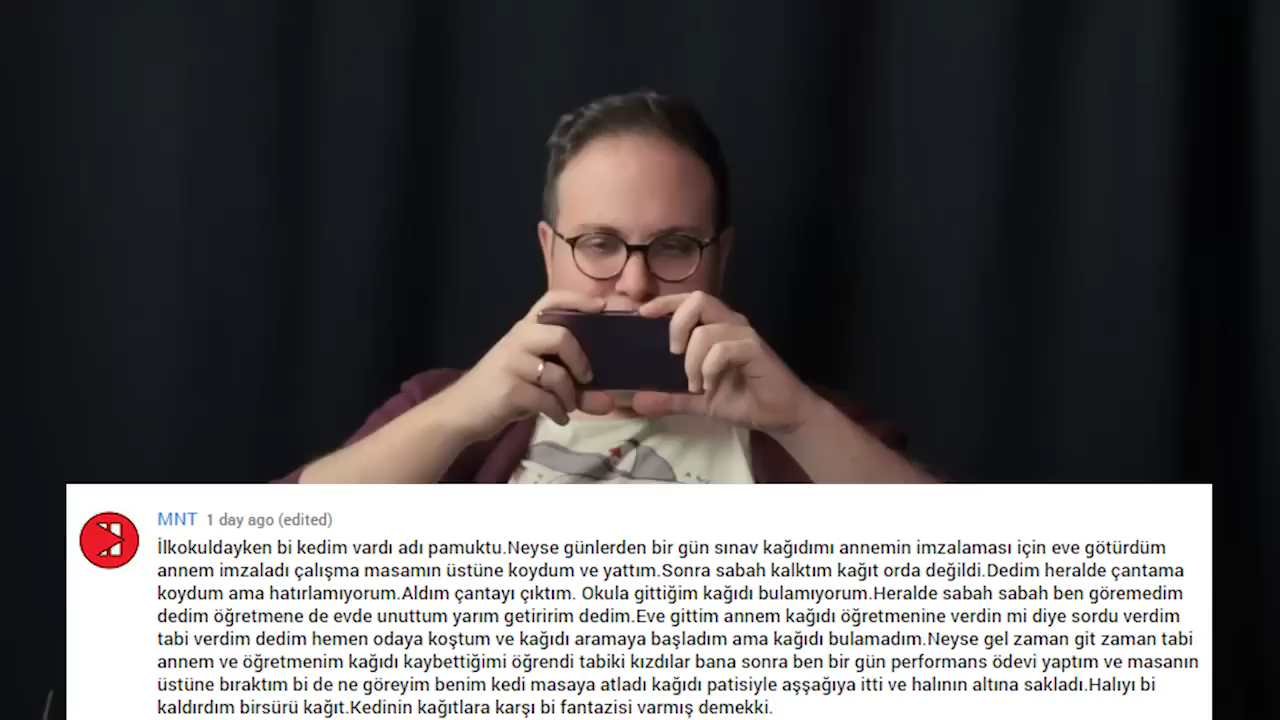 MNT 1 day ago (edited)
İlkokuldayken bi kedim vardı adı pamuktu.Neyse günlerden bir gün sınav kağıdımı annemin imzalaması için eve götürdüm
annem imzaladı çalışma masamın üstüne koydum ve yattım.Sonra sabah kalktım kağıt orda değildi.Dedim heralde çantama
koydum ama hatırlamıyorum.Aldım çantayı çıktım. Okula gittiğim kağıdı bulamıyorum.Heralde sabah sabah ben göremedim
dedim öğretmene de evde unuttum yarım getiririm dedim.Eve gittim annem kağıdı öğretmenine verdin mi diye sordu verdim
tabi verdim dedim hemen odaya koştum ve kağıdı aramaya başladım ama kağıdı bulamadım.Neyse gel zaman git zaman tabi
annem ve öğretmenim kağıdı kaybettiğimi öğrendi tabiki kızdılar bana sonra ben bir gün performans ödevi yaptım ve masanın
üstüne bıraktım bi de ne göreyim benim kedi masaya atladı kağıdı patisiyle aşşağıya itti ve halının altına sakladı.Halıyı bi
kaldırdım birsürü kağıt.Kedinin kağıtlara karşı bi fantazisi varmış demekki.